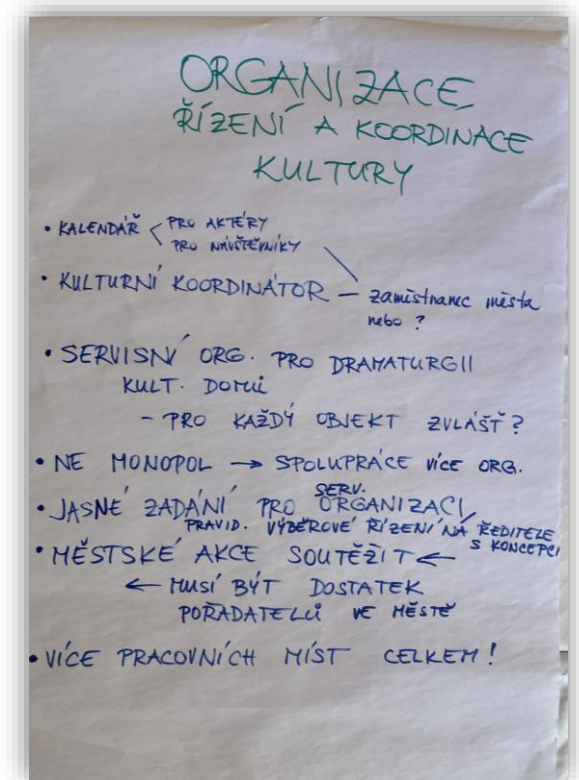 ORGANIZACE
ŘÍZENÍ A KOORDINACE
KULTURY
• KALENDÁŘ < PRO AKTÉRY
PRO NÁVŠTĚVNÍKY
• KULTURNÍ KOORDINÁTOR — zaměstnanec města
nebo ?
• SERVISNÍ ORG. PRO DRAMATURGII
KULT. DOMŮ
- PRO KAŽDÝ OBJEKT ZVLÁŠŤ?
• NE MONOPOL → SPOLUPRÁCE VÍCE ORG.
SERV.
• JASNÉ ZADÁNÍ PRO ORGANIZACI,
PRAVID. VÝBĚROVÉ ŘÍZENÍ NA ŘEDITELE
S KONCEPCÍ
• MĚSTSKÉ AKCE SOUTĚŽIT ←
← MUSÍ BÝT DOSTATEK
POŘADATELŮ VE MĚSTĚ
• VÍCE PRACOVNÍCH MÍST CELKEM!